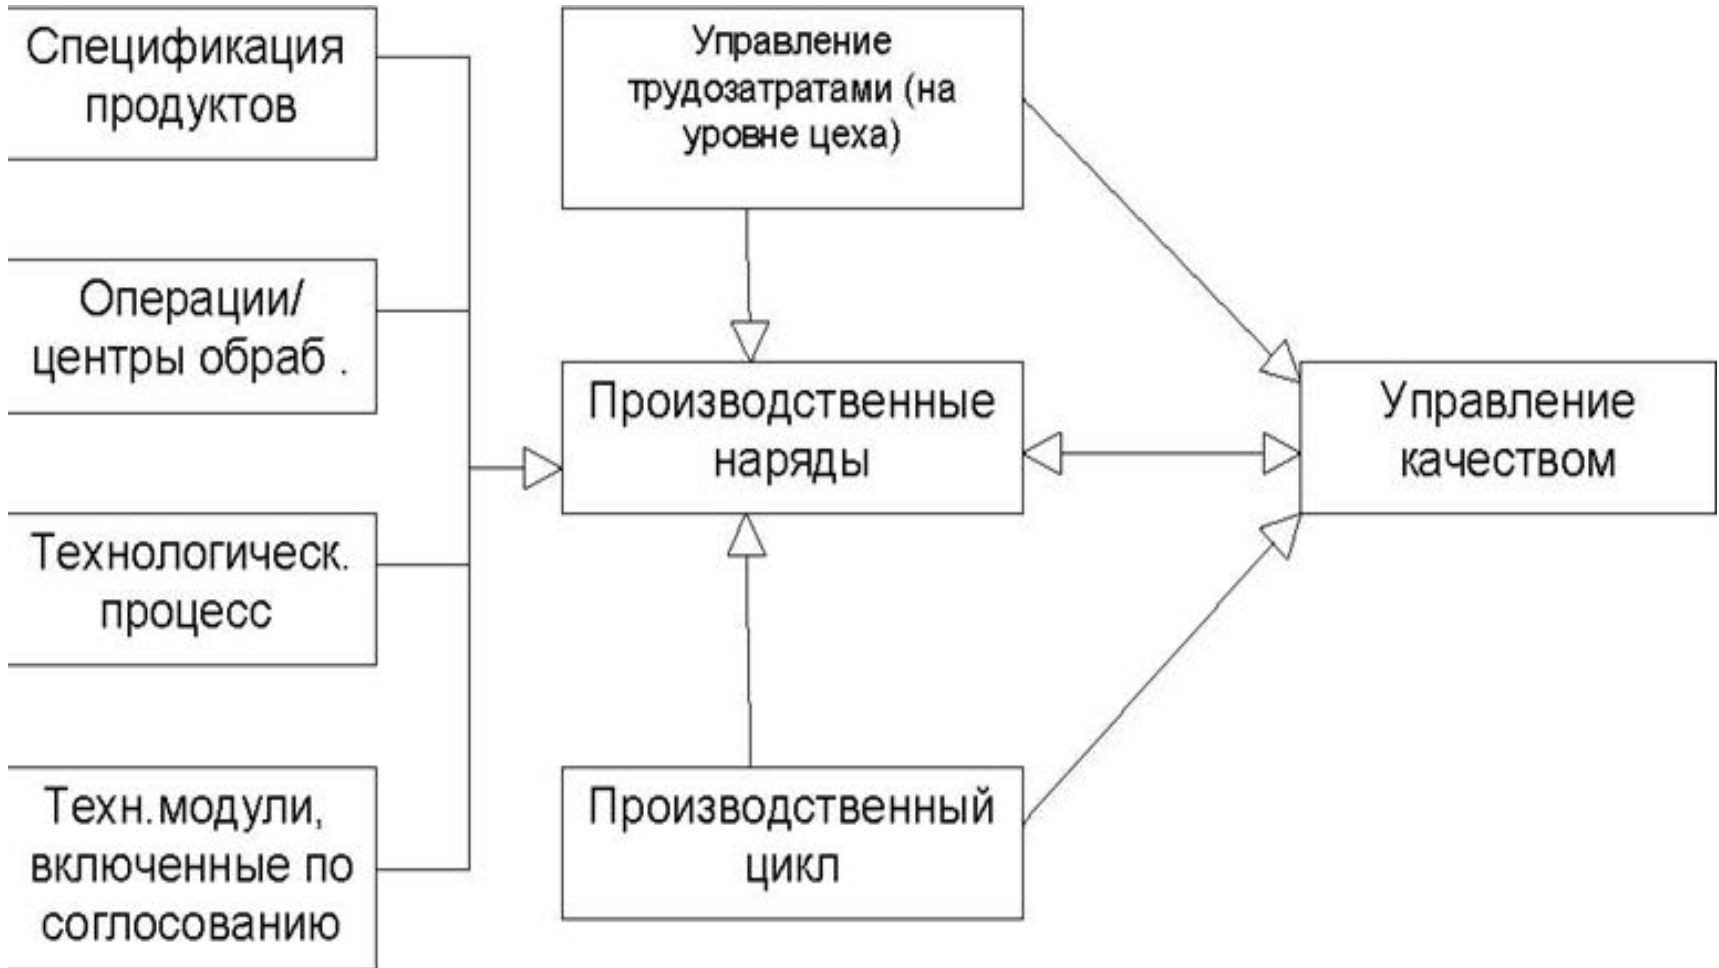 Спецификация
продуктов
Операции/
центры обраб .
Технологическ.
процесс
Техн.модули,
включенные по
соглосованию
Управление
трудозатратами (на
уровне цеха)
Производственные
наряды
Производственный
цикл
Управление
качеством